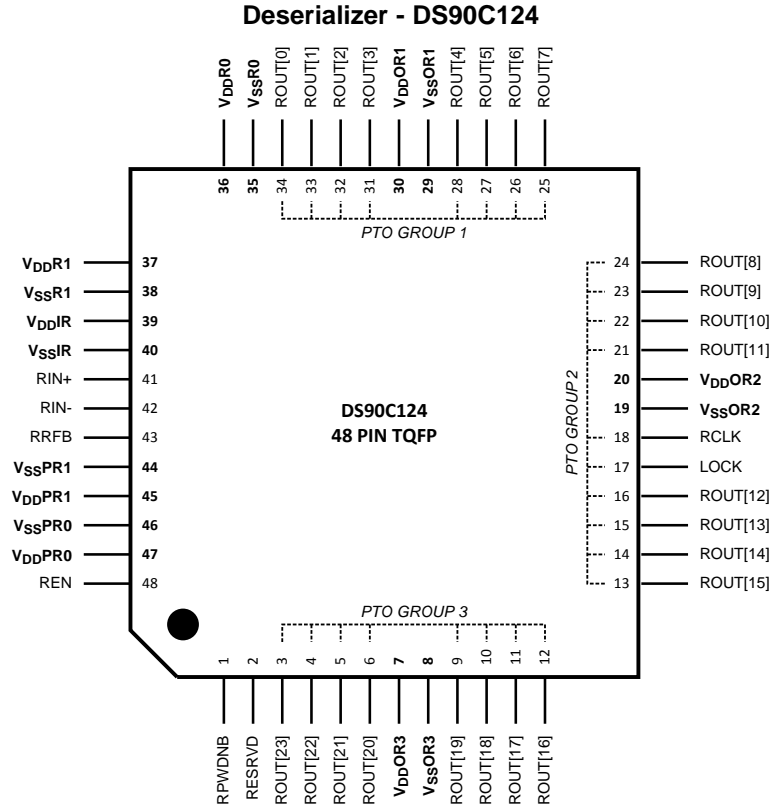 Deserializer - DS90C124
VDDR0
VSSR0
ROUT[0]
ROUT[1]
ROUT[2]
ROUT[3]
VDDOR1
VSSOR1
ROUT[4]
ROUT[5]
ROUT[6]
ROUT[7]
36
35
34
33
32
31
30
29
28
27
26
25
PTO GROUP 1
VDDR1 37
VSSR1 38
VDDIR 39
VSSIR 40
RIN+ 41
RIN- 42
RRFB 43
VSSPR1 44
VDDPR1 45
VSSPR0 46
VDDPR0 47
REN 48
DS90C124
48 PIN TQFP
PTO GROUP 2
24 ROUT[8]
23 ROUT[9]
22 ROUT[10]
21 ROUT[11]
20 VDDOR2
19 VSSOR2
18 RCLK
17 LOCK
16 ROUT[12]
15 ROUT[13]
14 ROUT[14]
13 ROUT[15]
PTO GROUP 3
1
2
3
4
5
6
7
8
9
10
11
12
RPWDNB
RESRVD
ROUT[23]
ROUT[22]
ROUT[21]
ROUT[20]
VDDOR3
VSSOR3
ROUT[19]
ROUT[18]
ROUT[17]
ROUT[16]